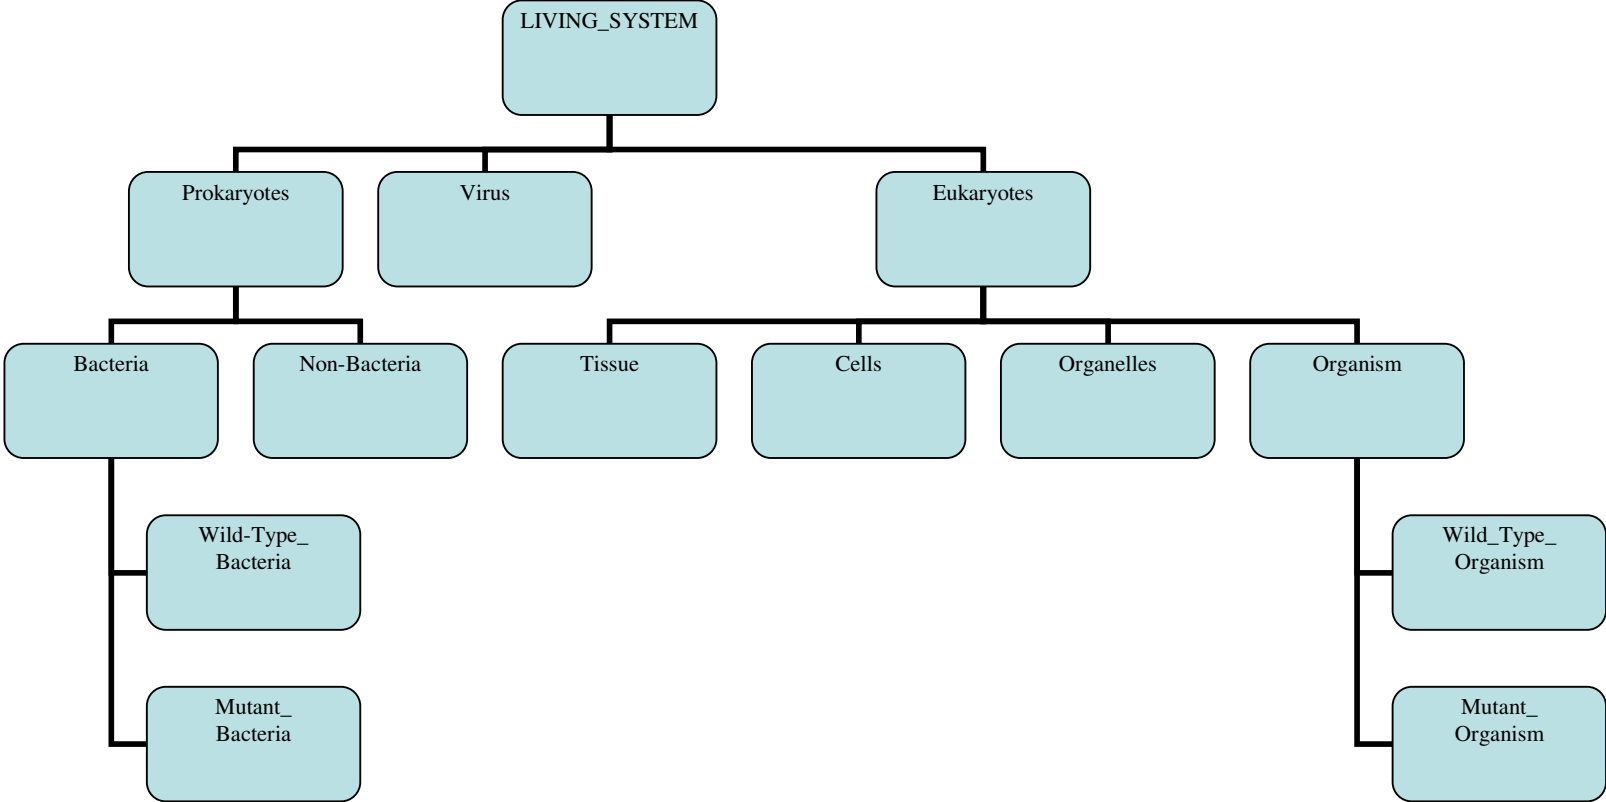 LIVING_SYSTEM
Prokaryotes
Virus
Eukaryotes
Bacteria
Non-Bacteria
Tissue
Cells
Organelles
Organism
Wild-Type_
Bacteria
Wild_Type_
Organism
Mutant_
Bacteria
Mutant_
Organism